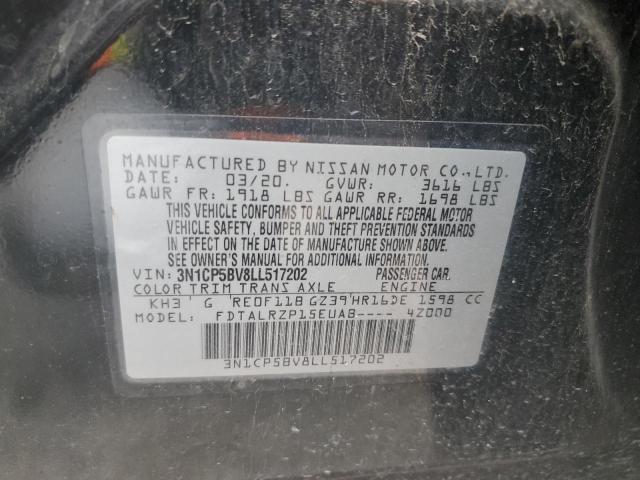 MANUFACTURED BY NISSAN MOTOR CO.,LTD.
DATE: 03/20. GVWR: 3616 LBS
GAWR FR: 1918 LBS GAWR RR: 1698 LBS
THIS VEHICLE CONFORMS TO ALL APPLICABLE FEDERAL MOTOR
VEHICLE SAFETY, BUMPER AND THEFT PREVENTION STANDARDS
IN EFFECT ON THE DATE OF MANUFACTURE SHOWN ABOVE.
SEE OWNER'S MANUAL FOR ADDITIONAL INFORMATION.
VIN: 3N1CP5BV8LL517202 PASSENGER CAR.
COLOR TRIM TRANS AXLE ENGINE
KH3' G 'RE0F11B GZ39'HR16DE 1598 CC
MODEL: FDTALRZP15EUAB---- 4Z000
3N1CP5BV8LL517202